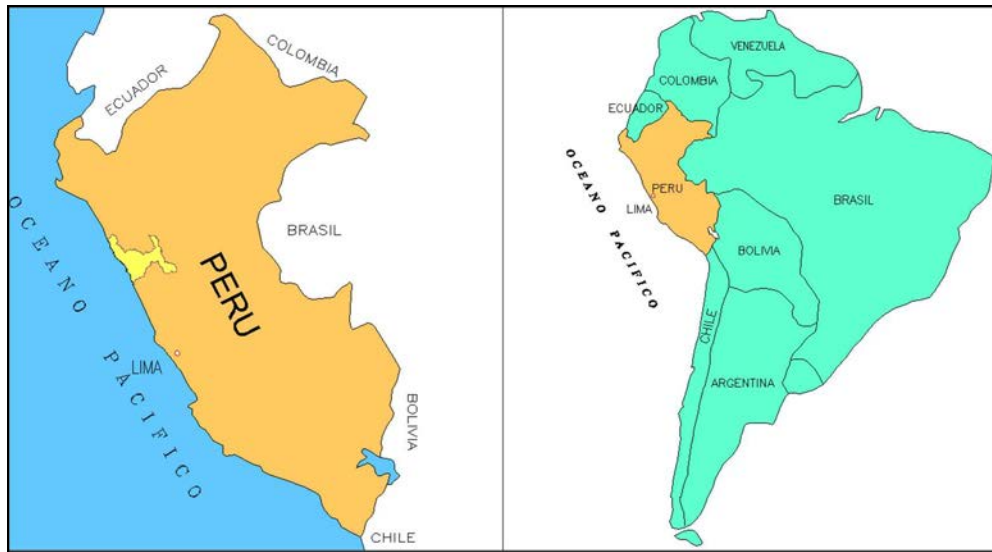 COLOMBIA
ECUADOR
BRASIL
PERU
OCEANO PACIFICO
LIMA
BOLIVIA
CHILE
VENEZUELA
COLOMBIA
ECUADOR
PERU
LIMA
BRASIL
OCEANO PACIFICO
BOLIVIA
CHILE
ARGENTINA